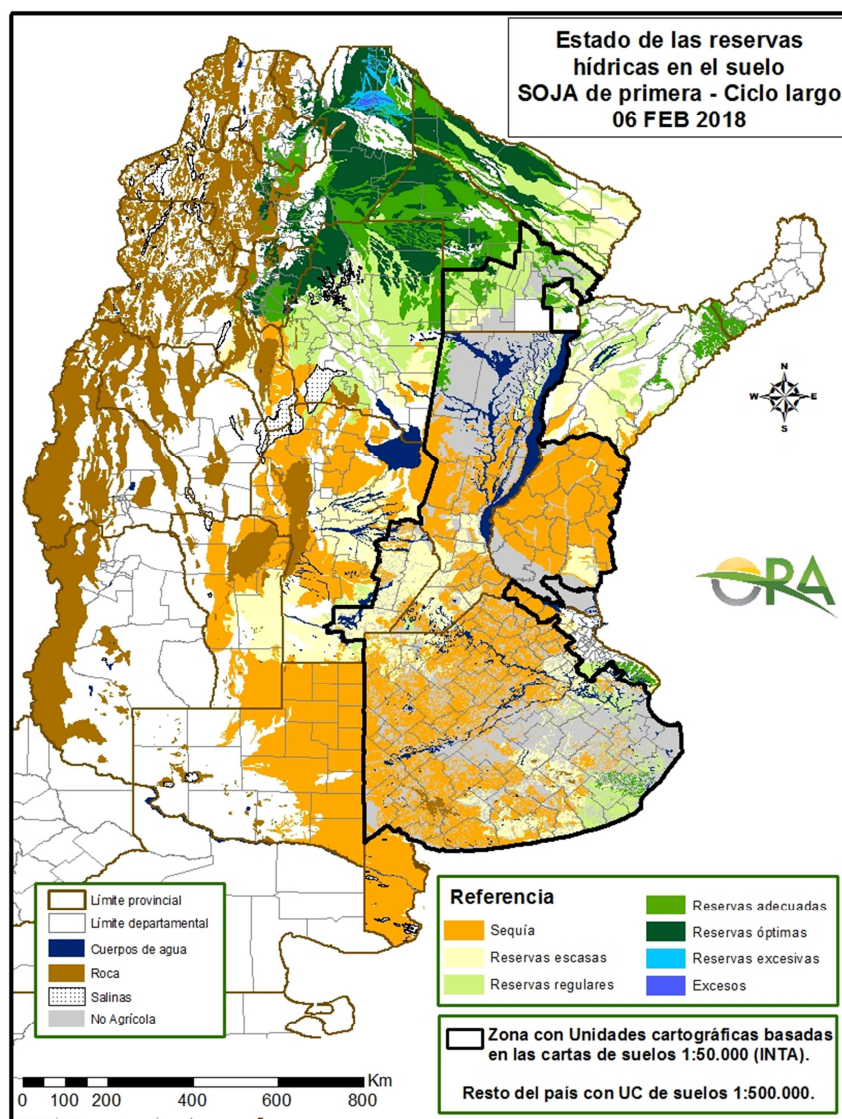 Estado de las reservas
hídricas en el suelo
SOJA de primera - Ciclo largo
06 FEB 2018
N
W E
S
ORA
Límite provincial
Límite departamental
Cuerpos de agua
Roca
Salinas
No Agrícola
Referencia
Sequía
Reservas escasas
Reservas regulares
Reservas adecuadas
Reservas óptimas
Reservas excesivas
Excesos
Zona con Unidades cartográficas basadas
en las cartas de suelos 1:50.000 (INTA).
Resto del país con UC de suelos 1:500.000.
Km
0 100 200 400 600 800